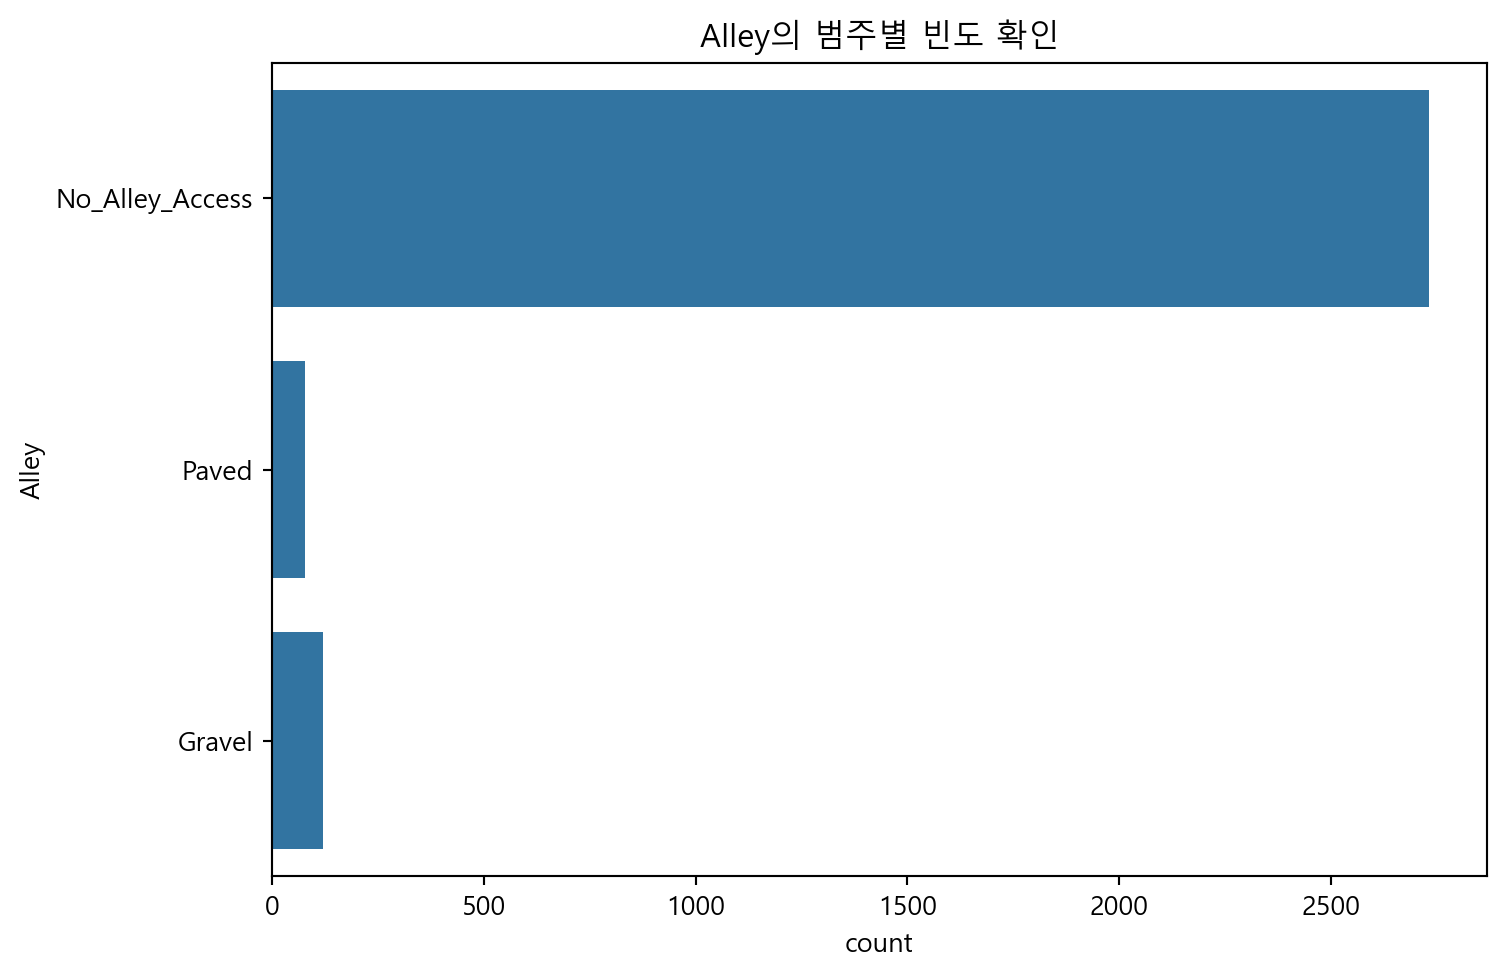 Alley의 범주별 빈도 확인
No_Alley_Access
Paved
Gravel
Alley
0 500 1000 1500 2000 2500
count